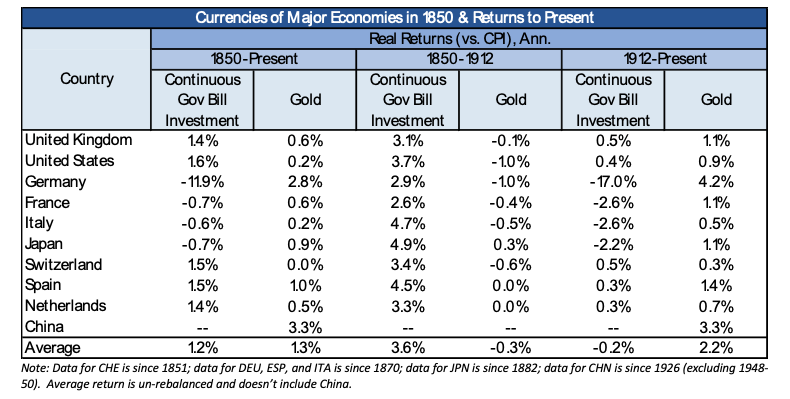 Currencies of Major Economies in 1850 & Returns to Present
Real Returns (vs. CPI), Ann.
Country 1850-Present 1850-1912 1912-Present
Continuous Gov Bill Investment Gold Continuous Gov Bill Investment Gold Continuous Gov Bill Investment Gold
United Kingdom 1.4% 0.6% 3.1% -0.1% 0.5% 1.1%
United States 1.6% 0.2% 3.7% -1.0% 0.4% 0.9%
Germany -11.9% 2.8% 2.9% -1.0% -17.0% 4.2%
France -0.7% 0.6% 2.6% -0.4% -2.6% 1.1%
Italy -0.6% 0.2% 4.7% -0.5% -2.6% 0.5%
Japan -0.7% 0.9% 4.9% 0.3% -2.2% 1.1%
Switzerland 1.5% 0.0% 3.4% -0.6% 0.5% 0.3%
Spain 1.5% 1.0% 4.5% 0.0% 0.3% 1.4%
Netherlands 1.4% 0.5% 3.3% 0.0% 0.3% 0.7%
China -- 3.3% -- -- -- 3.3%
Average 1.2% 1.3% 3.6% -0.3% -0.2% 2.2%
Note: Data for CHE is since 1851; data for DEU, ESP, and ITA is since 1870; data for JPN is since 1882; data for CHN is since 1926 (excluding 1948-
50). Average return is un-rebalanced and doesn't include China.